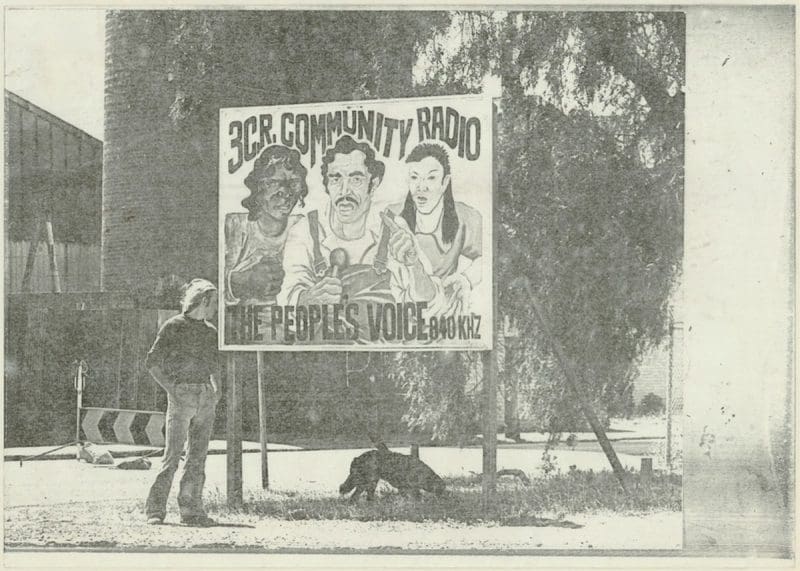 3CR. COMMUNITY RADIO
THE PEOPLE'S VOICE 840 KHZ